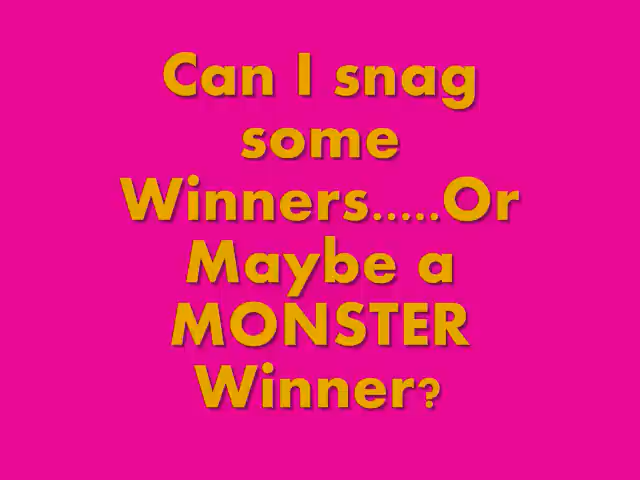 Can I snag
some
Winners.....Or
Maybe a
MONSTER
Winner?